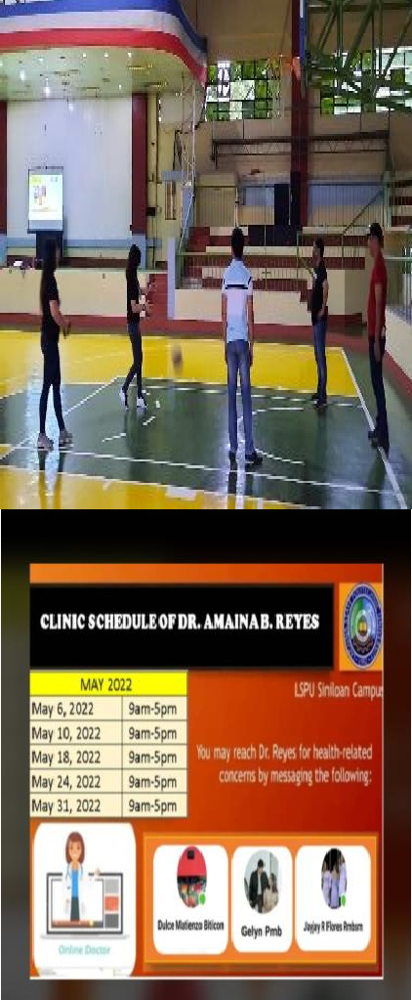 CLINIC SCHEDULE OF DR. AMAINA B. REYES
LSPU Siniloan Campus
MAY 2022
May 6, 2022 9am-5pm
May 10, 2022 9am-5pm
May 18, 2022 9am-5pm
May 24, 2022 9am-5pm
May 31, 2022 9am-5pm
You may reach Dr. Reyes for health-related
concerns by messaging the following:
Online Doctor
Dulce Matienzo Biticon
Gelyn Pmb
Jayjay R Flores Rmbsm